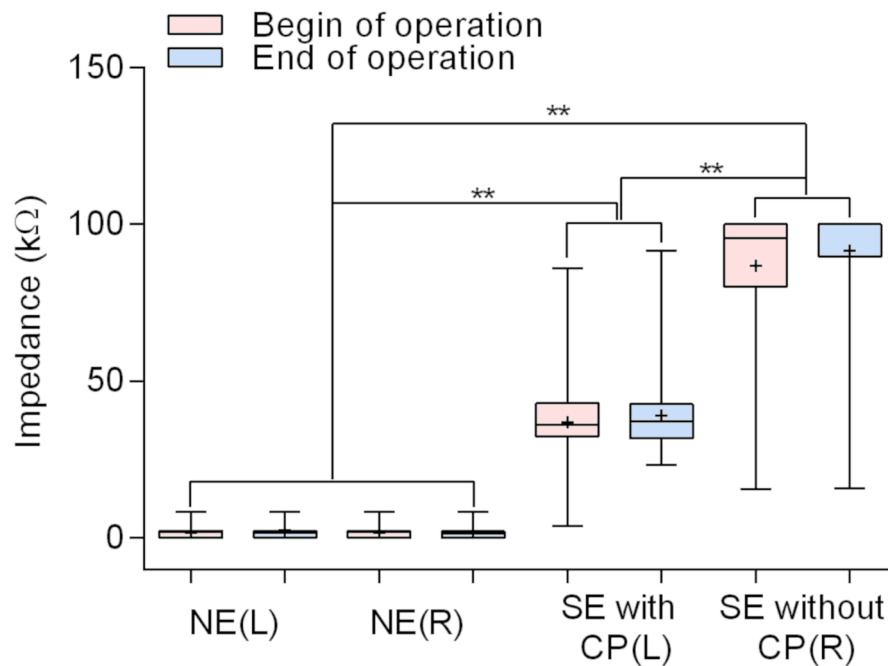 Begin of operation
End of operation
150
100
50
0
Impedance (kΩ)
**
**
**
NE(L)
NE(R)
SE with
CP(L)
SE without
CP(R)